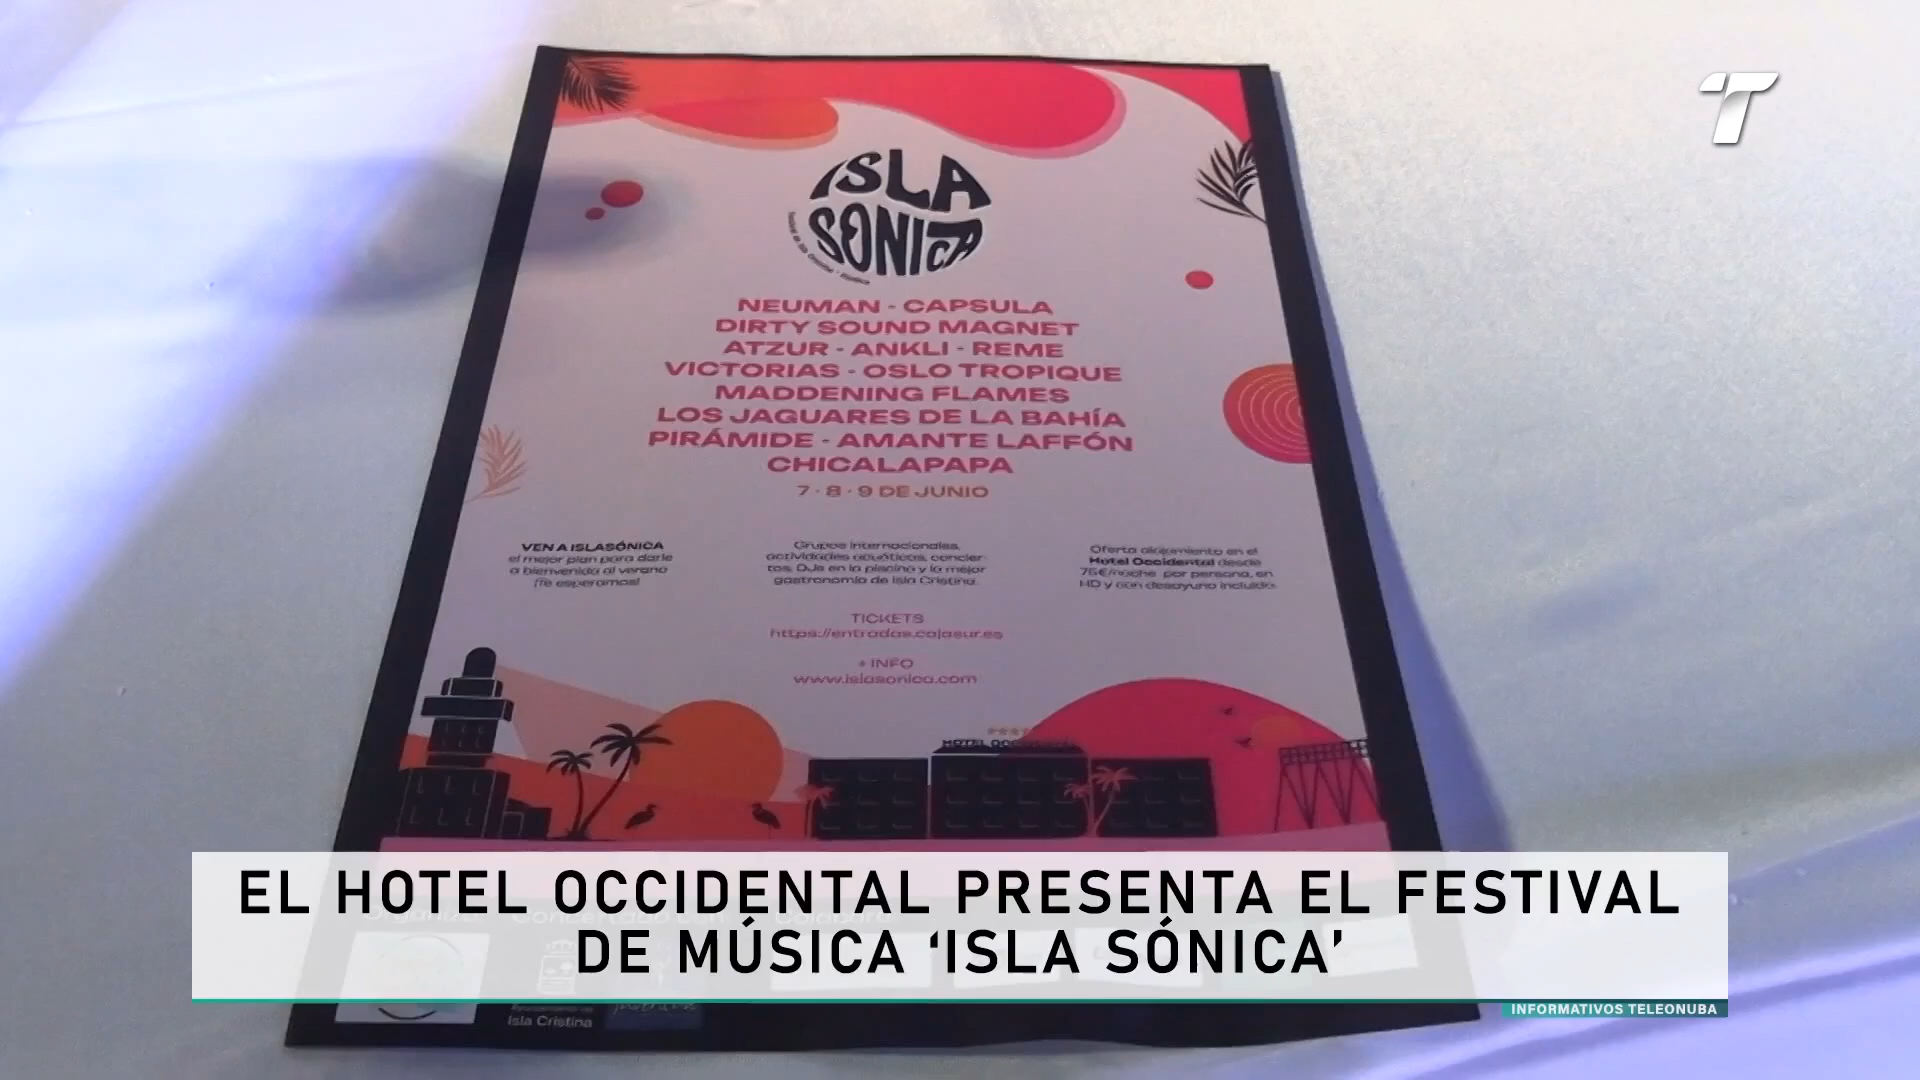 T
ISLA
SONICA
NEUMAN - CAPSULA
DIRTY SOUND MAGNET
ATZUR - ANKLI - REME
VICTORIAS - OSLO TROPIQUE
MADDENING FLAMES
LOS JAGUARES DE LA BAHÍA
PIRÁMIDE - AMANTE LAFFÓN
CHICALAPAPA
7 · 8 · 9 DE JUNIO
VEN A ISLASÓNICA
el mejor plan para darle
a bienvenida al verano
¡Te esperamos!
Grupos internacionales,
actividades acuáticas, concier-
tos, DJs en la piscina y la mejor
gastronomía de Isla Cristina.
Oferta alojamiento en el
Hotel Occidental desde
75€/noche por persona, en
HD y con desayuno incluido.
TICKETS
https://entradas.cajasur.es
+ INFO
www.islasonica.com
HOTEL OCCIDENTAL
EL HOTEL OCCIDENTAL PRESENTA EL FESTIVAL
DE MÚSICA ‘ISLA SÓNICA’
Isla Cristina
INFORMATIVOS TELEONUBA